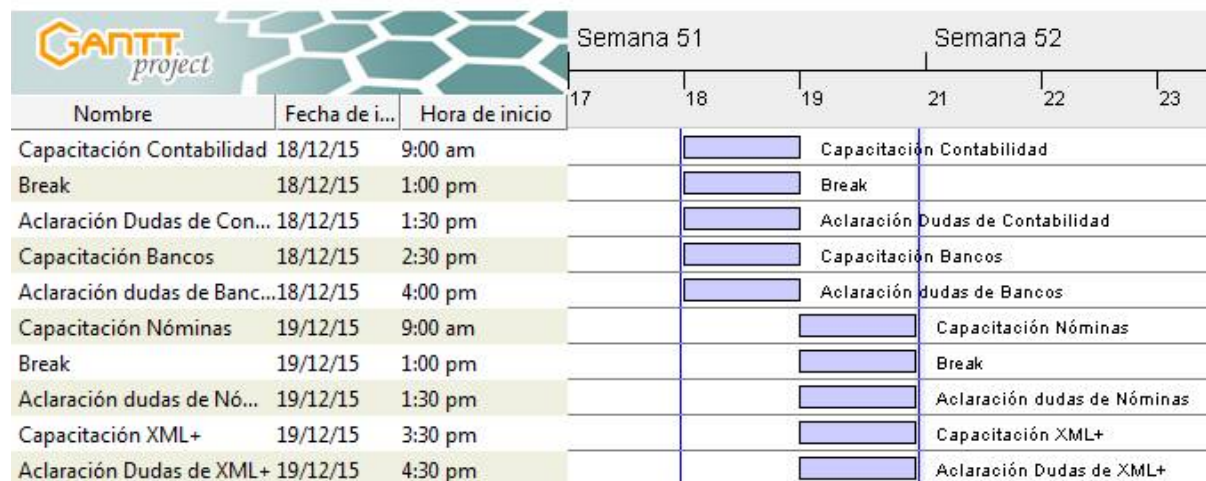 GANTT project
Semana 51 Semana 52
17 18 19 21 22 23
Nombre Fecha de i... Hora de inicio
Capacitación Contabilidad 18/12/15 9:00 am Capacitación Contabilidad
Break 18/12/15 1:00 pm Break
Aclaración Dudas de Con... 18/12/15 1:30 pm Aclaración Dudas de Contabilidad
Capacitación Bancos 18/12/15 2:30 pm Capacitación Bancos
Aclaración dudas de Banc... 18/12/15 4:00 pm Aclaración dudas de Bancos
Capacitación Nóminas 19/12/15 9:00 am Capacitación Nóminas
Break 19/12/15 1:00 pm Break
Aclaración dudas de Nó... 19/12/15 1:30 pm Aclaración dudas de Nóminas
Capacitación XML+ 19/12/15 3:30 pm Capacitación XML+
Aclaración Dudas de XML+ 19/12/15 4:30 pm Aclaración Dudas de XML+